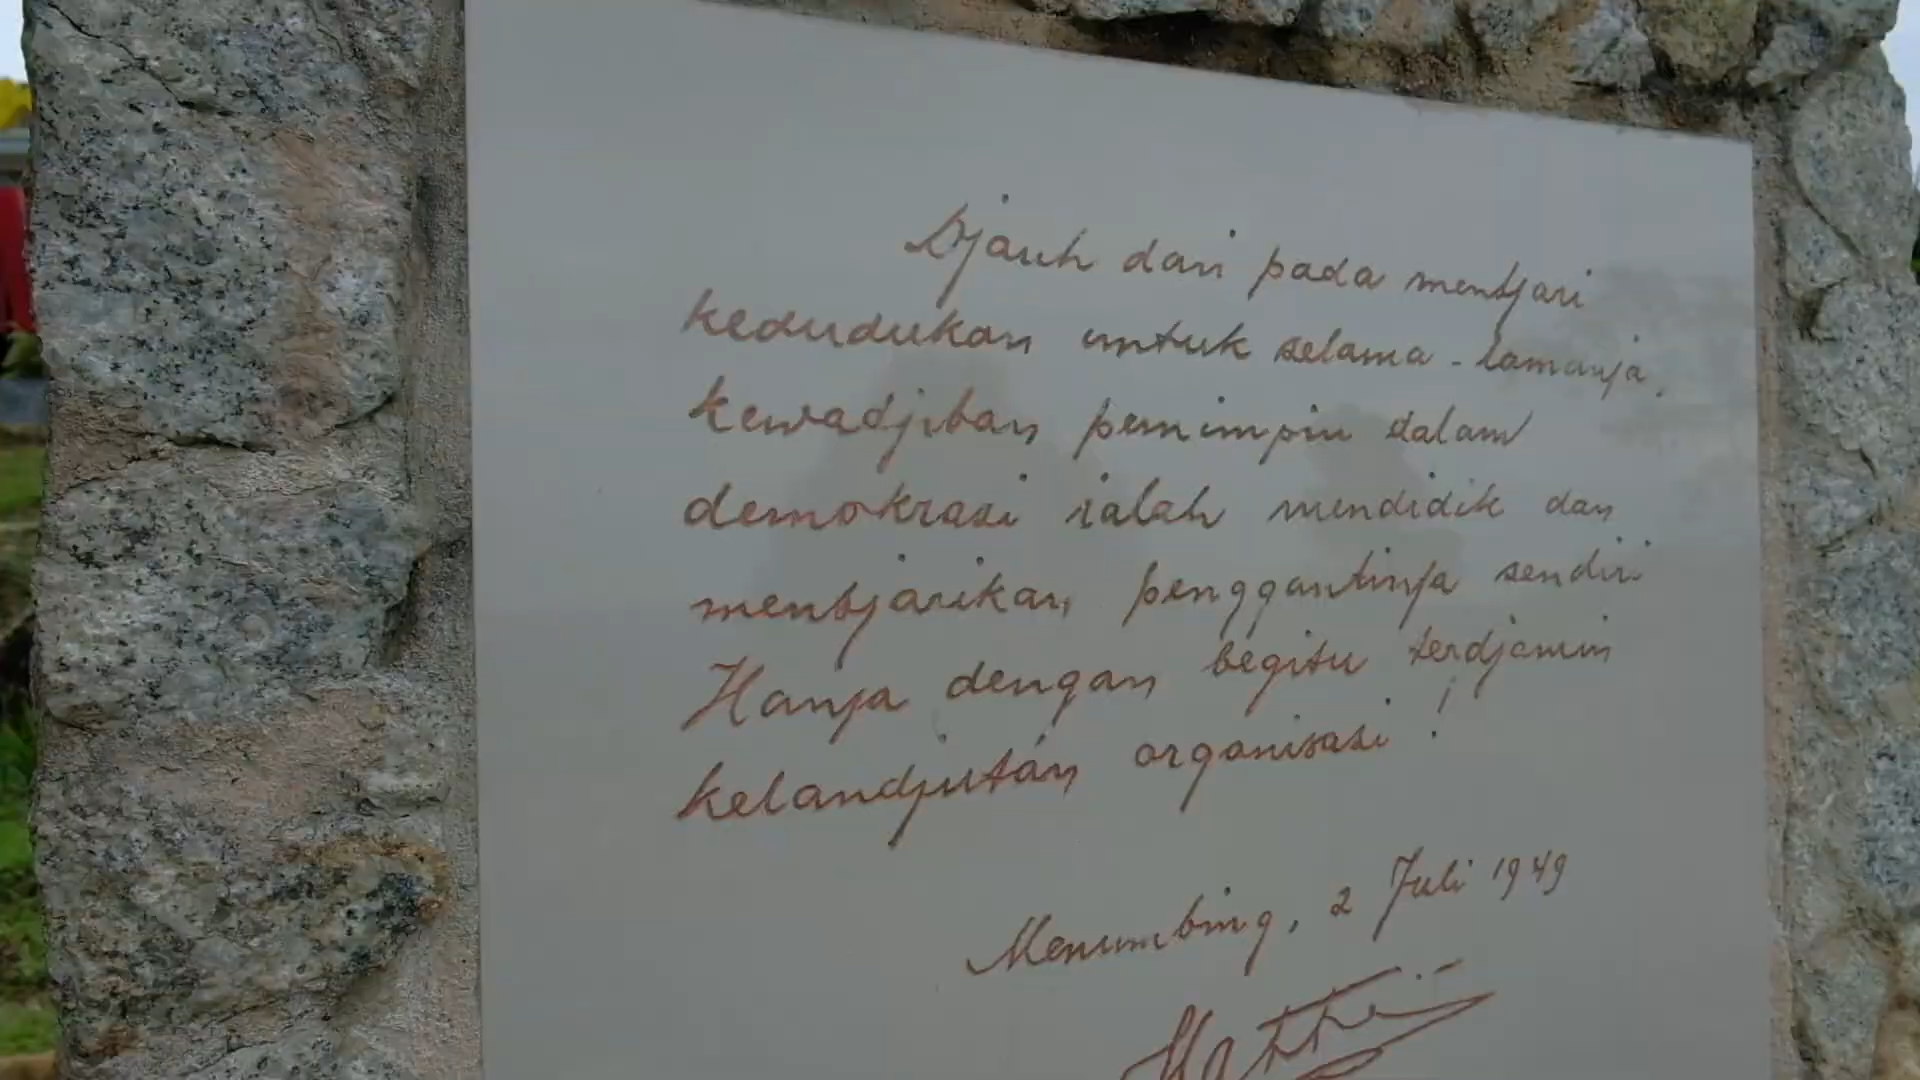 Djauh dari pada mentjari
kedudukan untuk selama-lamanja,
kewadjiban pemimpin dalam
demokrasi ialah mendidik dan
mentjarikan penggantinja sendiri.
Hanja dengan begitu terdjamin
kelandjutan organisasi!
Menumbing, 2 Juli 1949
Hatta